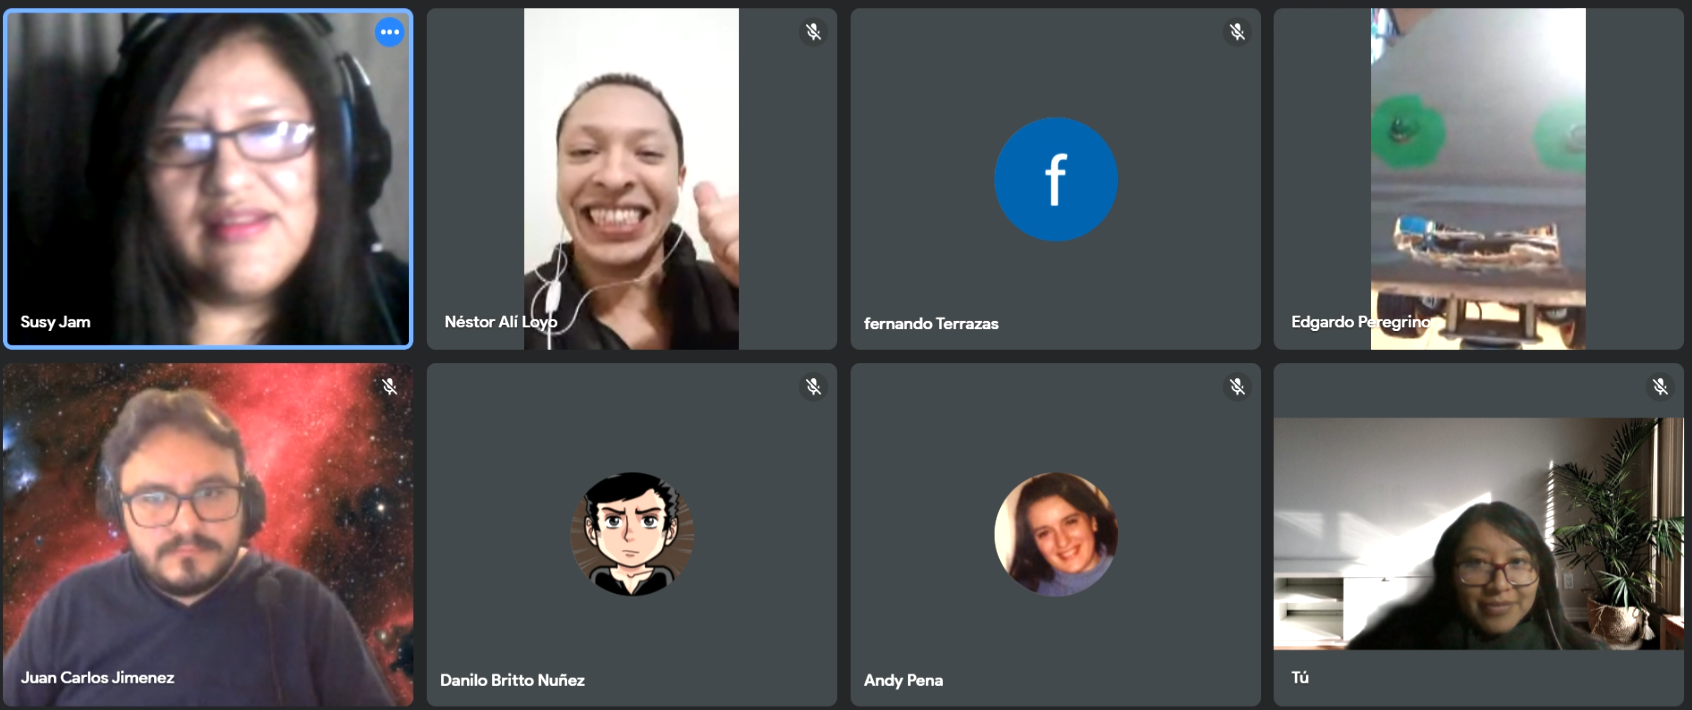 Susy Jam
Néstor Alí Loyo
f
fernando Terrazas
Edgardo Peregrino
Juan Carlos Jimenez
Danilo Britto Nuñez
Andy Pena
Tú